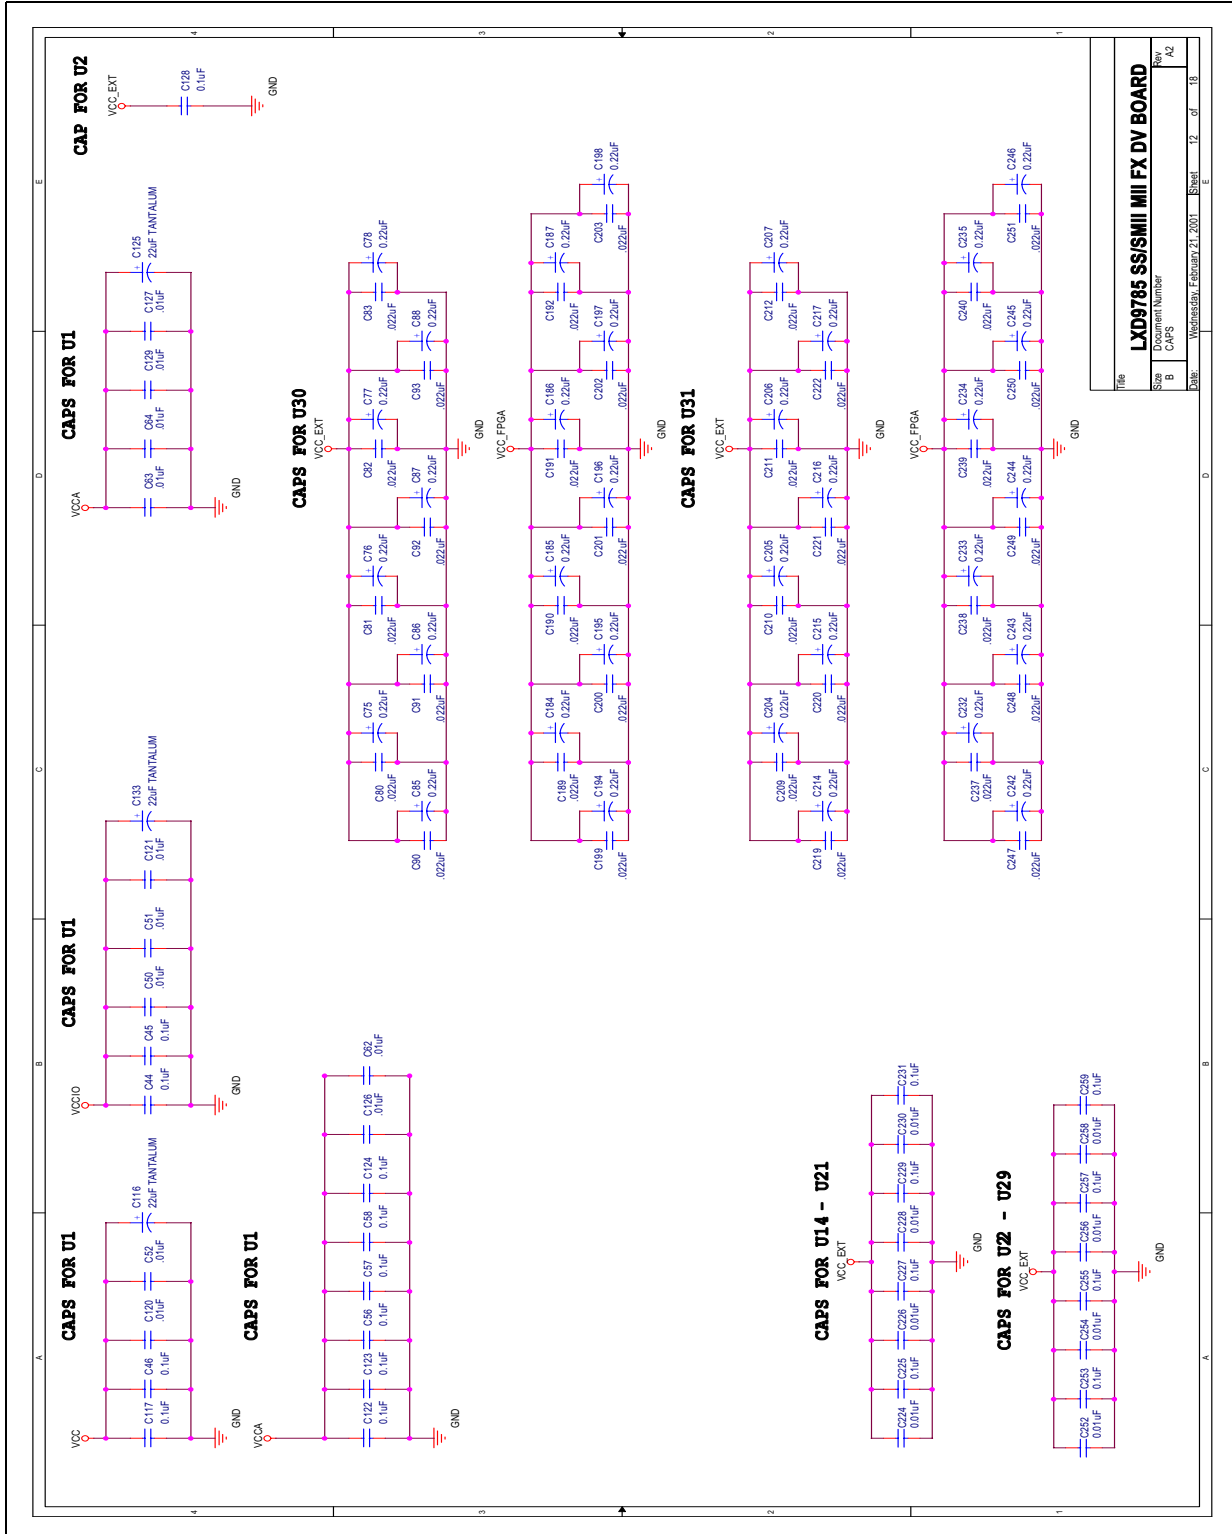 CAPS FOR U1
VCC
C117
0.1uF
C46
0.1uF
C120
.01uF
C52
.01uF
C116
22uF TANTALUM
GND
CAPS FOR U1
VCCIO
C44
0.1uF
C45
0.1uF
C50
.01uF
C51
.01uF
C121
.01uF
C133
22uF TANTALUM
GND
CAPS FOR U1
VCCA
C63
.01uF
C64
.01uF
C129
.01uF
C127
.01uF
C125
22uF TANTALUM
GND
CAP FOR U2
VCC_EXT
C128
0.1uF
GND
CAPS FOR U1
VCCA
C122
0.1uF
C123
0.1uF
C56
0.1uF
C57
0.1uF
C58
0.1uF
C124
0.1uF
C126
.01uF
C62
.01uF
GND
CAPS FOR U30
VCC_EXT
C80
.022uF
C75
0.22uF
C81
.022uF
C76
0.22uF
C82
.022uF
C77
0.22uF
C83
.022uF
C78
0.22uF
C90
.022uF
C85
0.22uF
C91
.022uF
C86
0.22uF
C92
.022uF
C87
0.22uF
C93
.022uF
C88
0.22uF
GND
VCC_FPGA
C189
.022uF
C184
0.22uF
C190
.022uF
C185
0.22uF
C191
.022uF
C186
0.22uF
C192
.022uF
C187
0.22uF
C199
.022uF
C194
0.22uF
C200
.022uF
C195
0.22uF
C201
.022uF
C196
0.22uF
C202
.022uF
C197
0.22uF
C203
.022uF
C198
0.22uF
GND
CAPS FOR U31
VCC_EXT
C209
.022uF
C204
0.22uF
C210
.022uF
C205
0.22uF
C211
.022uF
C206
0.22uF
C212
.022uF
C207
0.22uF
C219
.022uF
C214
0.22uF
C220
.022uF
C215
0.22uF
C221
.022uF
C216
0.22uF
C222
.022uF
C217
0.22uF
GND
VCC_FPGA
C237
.022uF
C232
0.22uF
C238
.022uF
C233
0.22uF
C239
.022uF
C234
0.22uF
C240
.022uF
C235
0.22uF
C247
.022uF
C242
0.22uF
C248
.022uF
C243
0.22uF
C249
.022uF
C244
0.22uF
C250
.022uF
C245
0.22uF
C251
.022uF
C246
0.22uF
GND
CAPS FOR U14 - U21
VCC_EXT
C224
0.01uF
C225
0.1uF
C226
0.01uF
C227
0.1uF
C228
0.01uF
C229
0.1uF
C230
0.01uF
C231
0.1uF
GND
CAPS FOR U22 - U29
VCC_EXT
C252
0.01uF
C253
0.1uF
C254
0.01uF
C255
0.1uF
C256
0.01uF
C257
0.1uF
C258
0.01uF
C259
0.1uF
GND
Title
LXD9785 SS/SMII MII FX DV BOARD
Size Document Number Rev
B CAPS A2
Date: Wednesday, February 21, 2001 Sheet 12 of 18
A B C D E
A B C D E
4 3 2 1
4 3 2 1